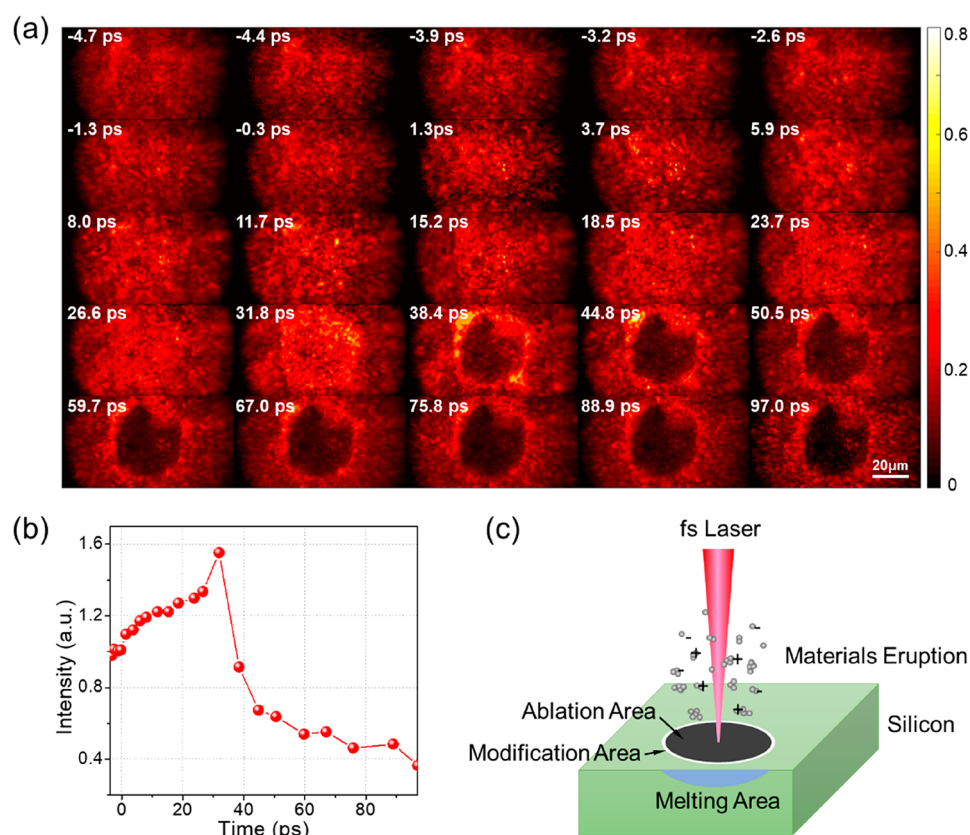 (a)
-4.7 ps -4.4 ps -3.9 ps -3.2 ps -2.6 ps 0.8
-1.3 ps -0.3 ps 1.3ps 3.7 ps 5.9 ps 0.6
8.0 ps 11.7 ps 15.2 ps 18.5 ps 23.7 ps 0.4
26.6 ps 31.8 ps 38.4 ps 44.8 ps 50.5 ps 0.2
59.7 ps 67.0 ps 75.8 ps 88.9 ps 97.0 ps
20μm 0
(b)
1.6
1.2
0.8
0.4
Intensity (a.u.)
0 20 40 60 80
Time (ps)
(c)
fs Laser
Materials Eruption
Ablation Area
Silicon
Modification Area
Melting Area